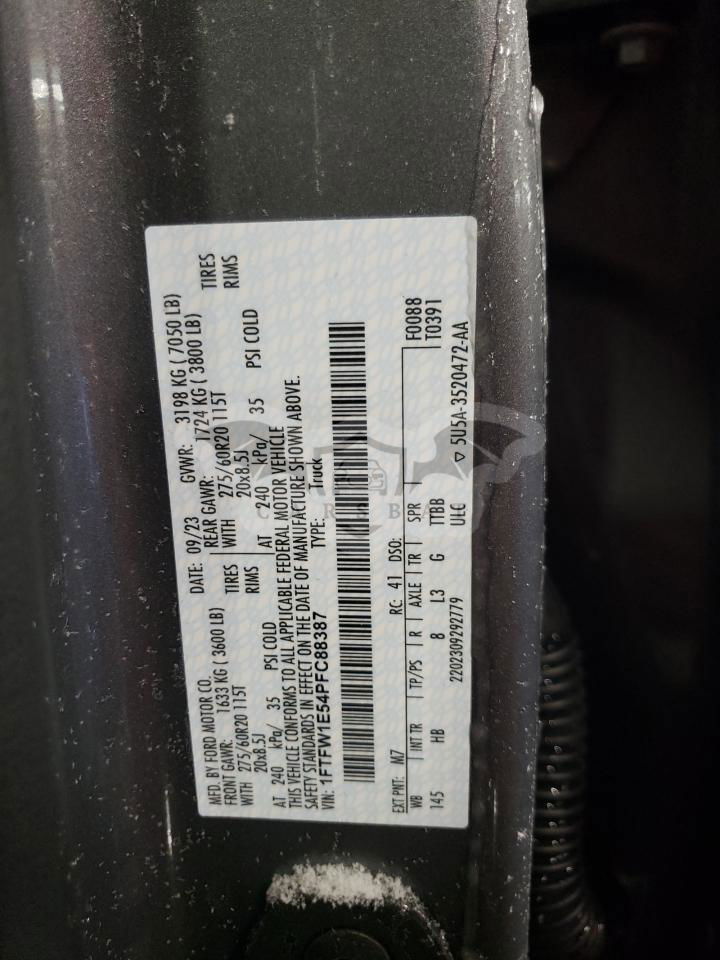 MFD. BY FORD MOTOR CO.
DATE: 09/23 GVWR: 3198 KG ( 7050 LB)
FRONT GAWR: 1633 KG ( 3600 LB) REAR GAWR: 1724 KG ( 3800 LB)
WITH 275/60R20 115T TIRES WITH 275/60R20 115T TIRES
20x8.5J RIMS 20x8.5J RIMS
AT 240 kPa/ 35 PSI COLD AT 240 kPa/ 35 PSI COLD
THIS VEHICLE CONFORMS TO ALL APPLICABLE FEDERAL MOTOR VEHICLE
SAFETY STANDARDS IN EFFECT ON THE DATE OF MANUFACTURE SHOWN ABOVE.
VIN: 1FTFW1E54PFC88387 TYPE: Truck
EXT PNT: M7 RC: 41 DSO: F0088
WB INT TR TP/PS R AXLE TR SPR T0391
145 HB 8 L3 G TTBB
2202309292779 ULC ▽ 5U5A-3520472-AA